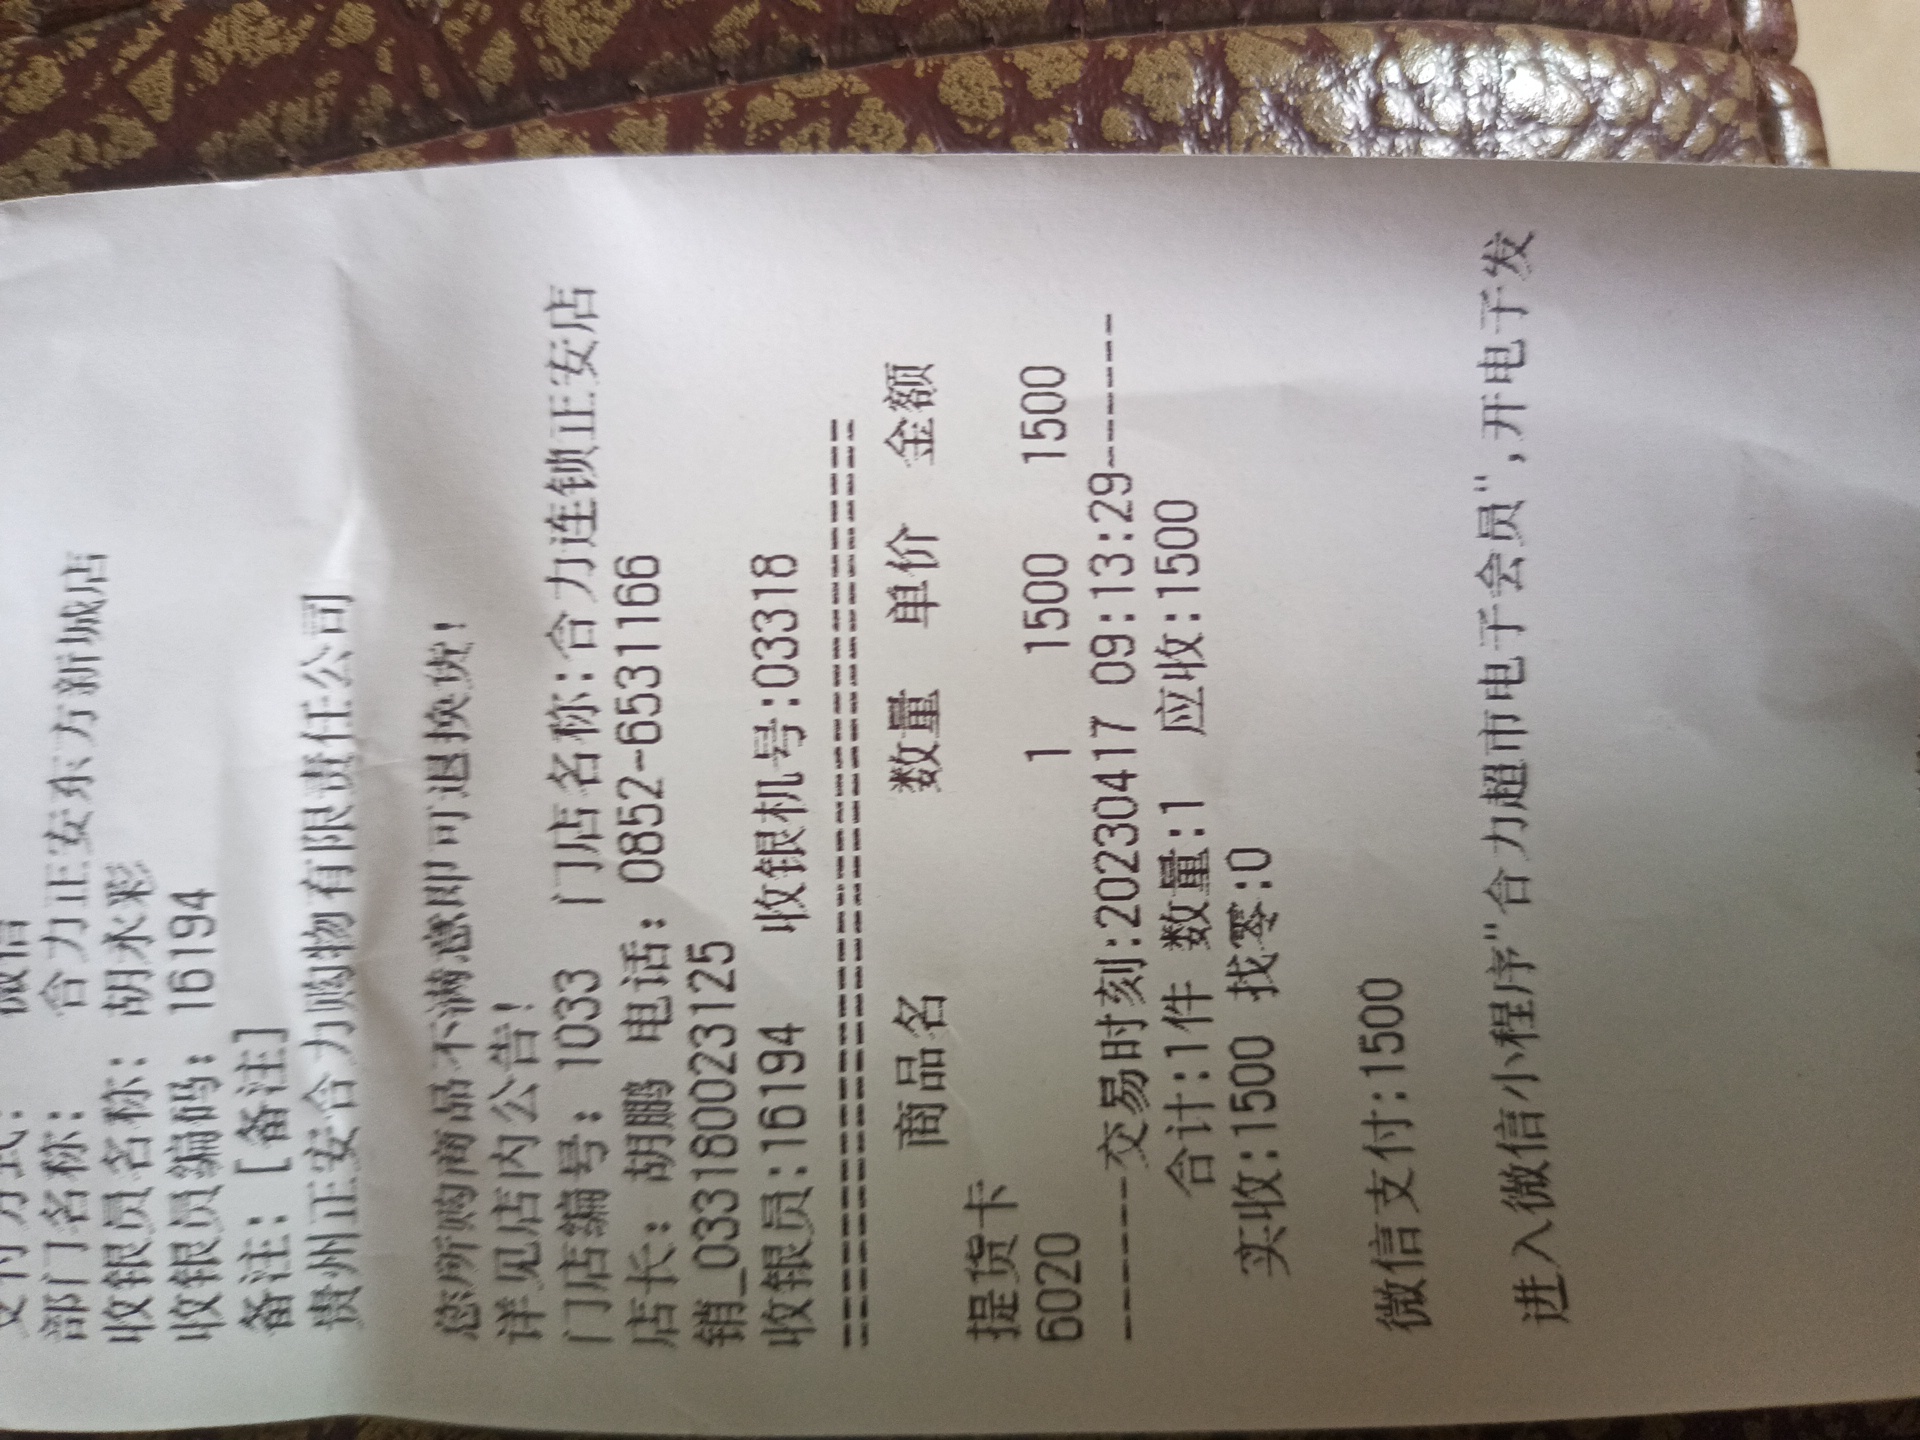 支付方式: 微信
部门名称: 合力正安东方新城店
收银员名称: 胡永彩
收银员编码: 16194
备注: [备注]
贵州正安合力购物有限责任公司
您所购商品不满意即可退换货!
详见店内公告!
门店编号: 1033 门店名称:合力连锁正安店
店长: 胡鹏 电话: 0852-6531166
销_033180023125
收银员:16194 收银机号:03318
商品名 数量 单价 金额
提货卡
6020 1 1500 1500
--------交易时刻:20230417 09:13:29--------
合计:1件 数量:1 应收:1500
实收:1500 找零:0
微信支付:1500
进入微信小程序"合力超市电子会员",开电子发